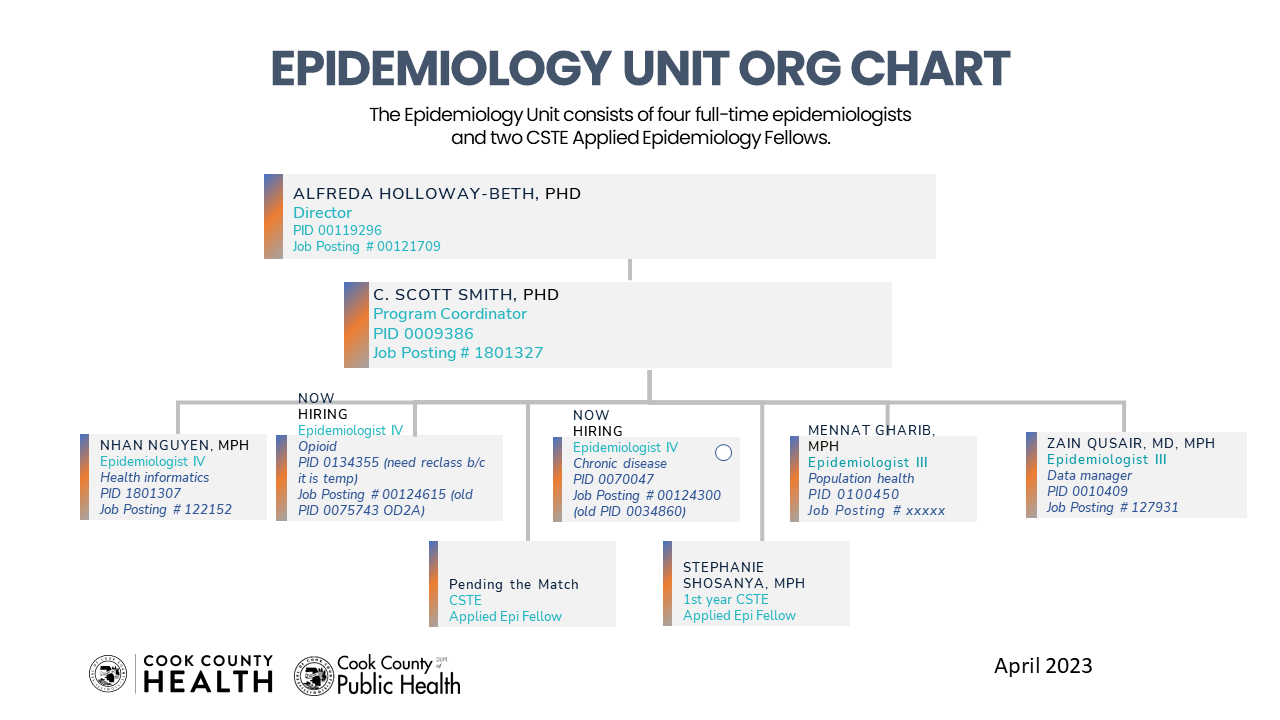 EPIDEMIOLOGY UNIT ORG CHART
The Epidemiology Unit consists of four full-time epidemiologists
and two CSTE Applied Epidemiology Fellows.
ALFREDA HOLLOWAY-BETH, PHD
Director
PID 00119296
Job Posting # 00121709
C. SCOTT SMITH, PHD
Program Coordinator
PID 0009386
Job Posting # 1801327
NHAN NGUYEN, MPH
Epidemiologist IV
Health informatics
PID 1801307
Job Posting # 122152
NOW
HIRING
Epidemiologist IV
Opioid
PID 0134355 (need reclass b/c
it is temp)
Job Posting # 00124615 (old
PID 0075743 OD2A)
NOW
HIRING
Epidemiologist IV
Chronic disease
PID 0070047
Job Posting # 00124300
(old PID 0034860)
MENNAT GHARIB,
MPH
Epidemiologist III
Population health
PID 0100450
Job Posting # xxxxx
ZAIN QUSAIR, MD, MPH
Epidemiologist III
Data manager
PID 0010409
Job Posting # 127931
Pending the Match
CSTE
Applied Epi Fellow
STEPHANIE
SHOSANYA, MPH
1st year CSTE
Applied Epi Fellow
COOK COUNTY
HEALTH
Cook County DEPT
of
Public Health
April 2023